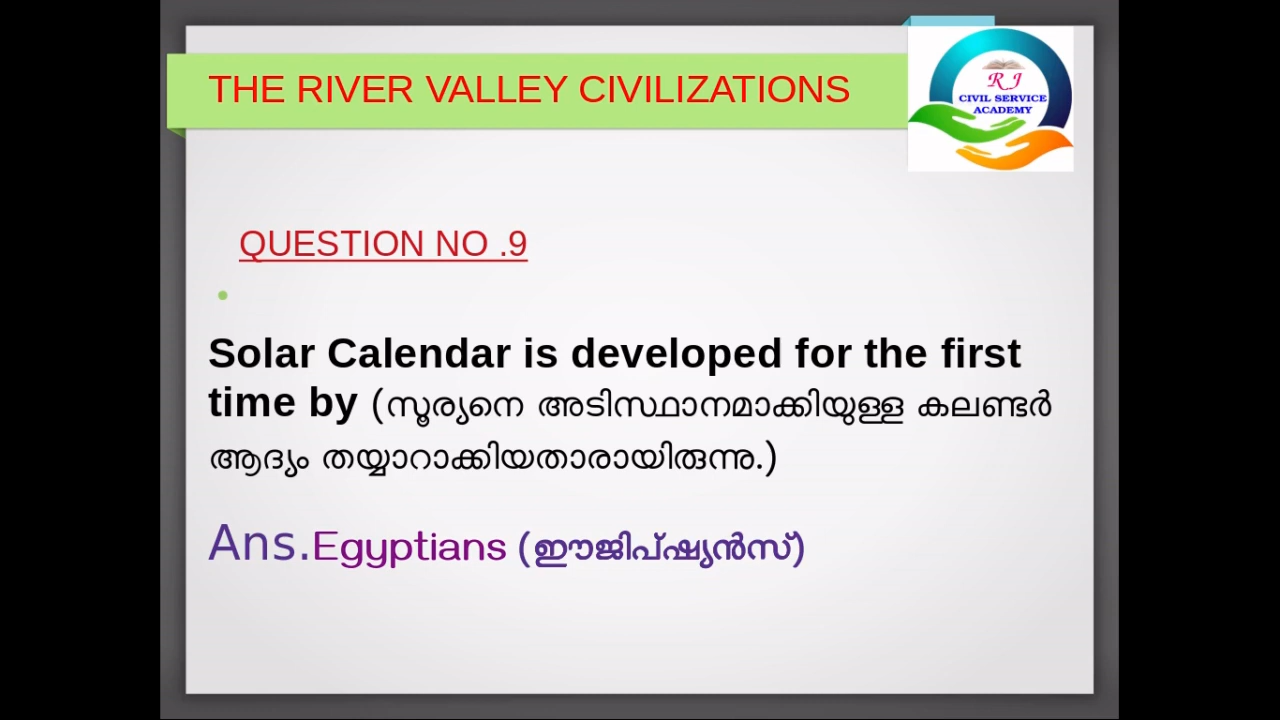 THE RIVER VALLEY CIVILIZATIONS
R J
CIVIL SERVICE
ACADEMY
QUESTION NO .9
Solar Calendar is developed for the first
time by (സൂര്യനെ അടിസ്ഥാനമാക്കിയുള്ള കലണ്ടർ
ആദ്യം തയ്യാറാക്കിയതാരായിരുന്നു.)
Ans.Egyptians (ഈജിപ്ഷ്യൻസ്)